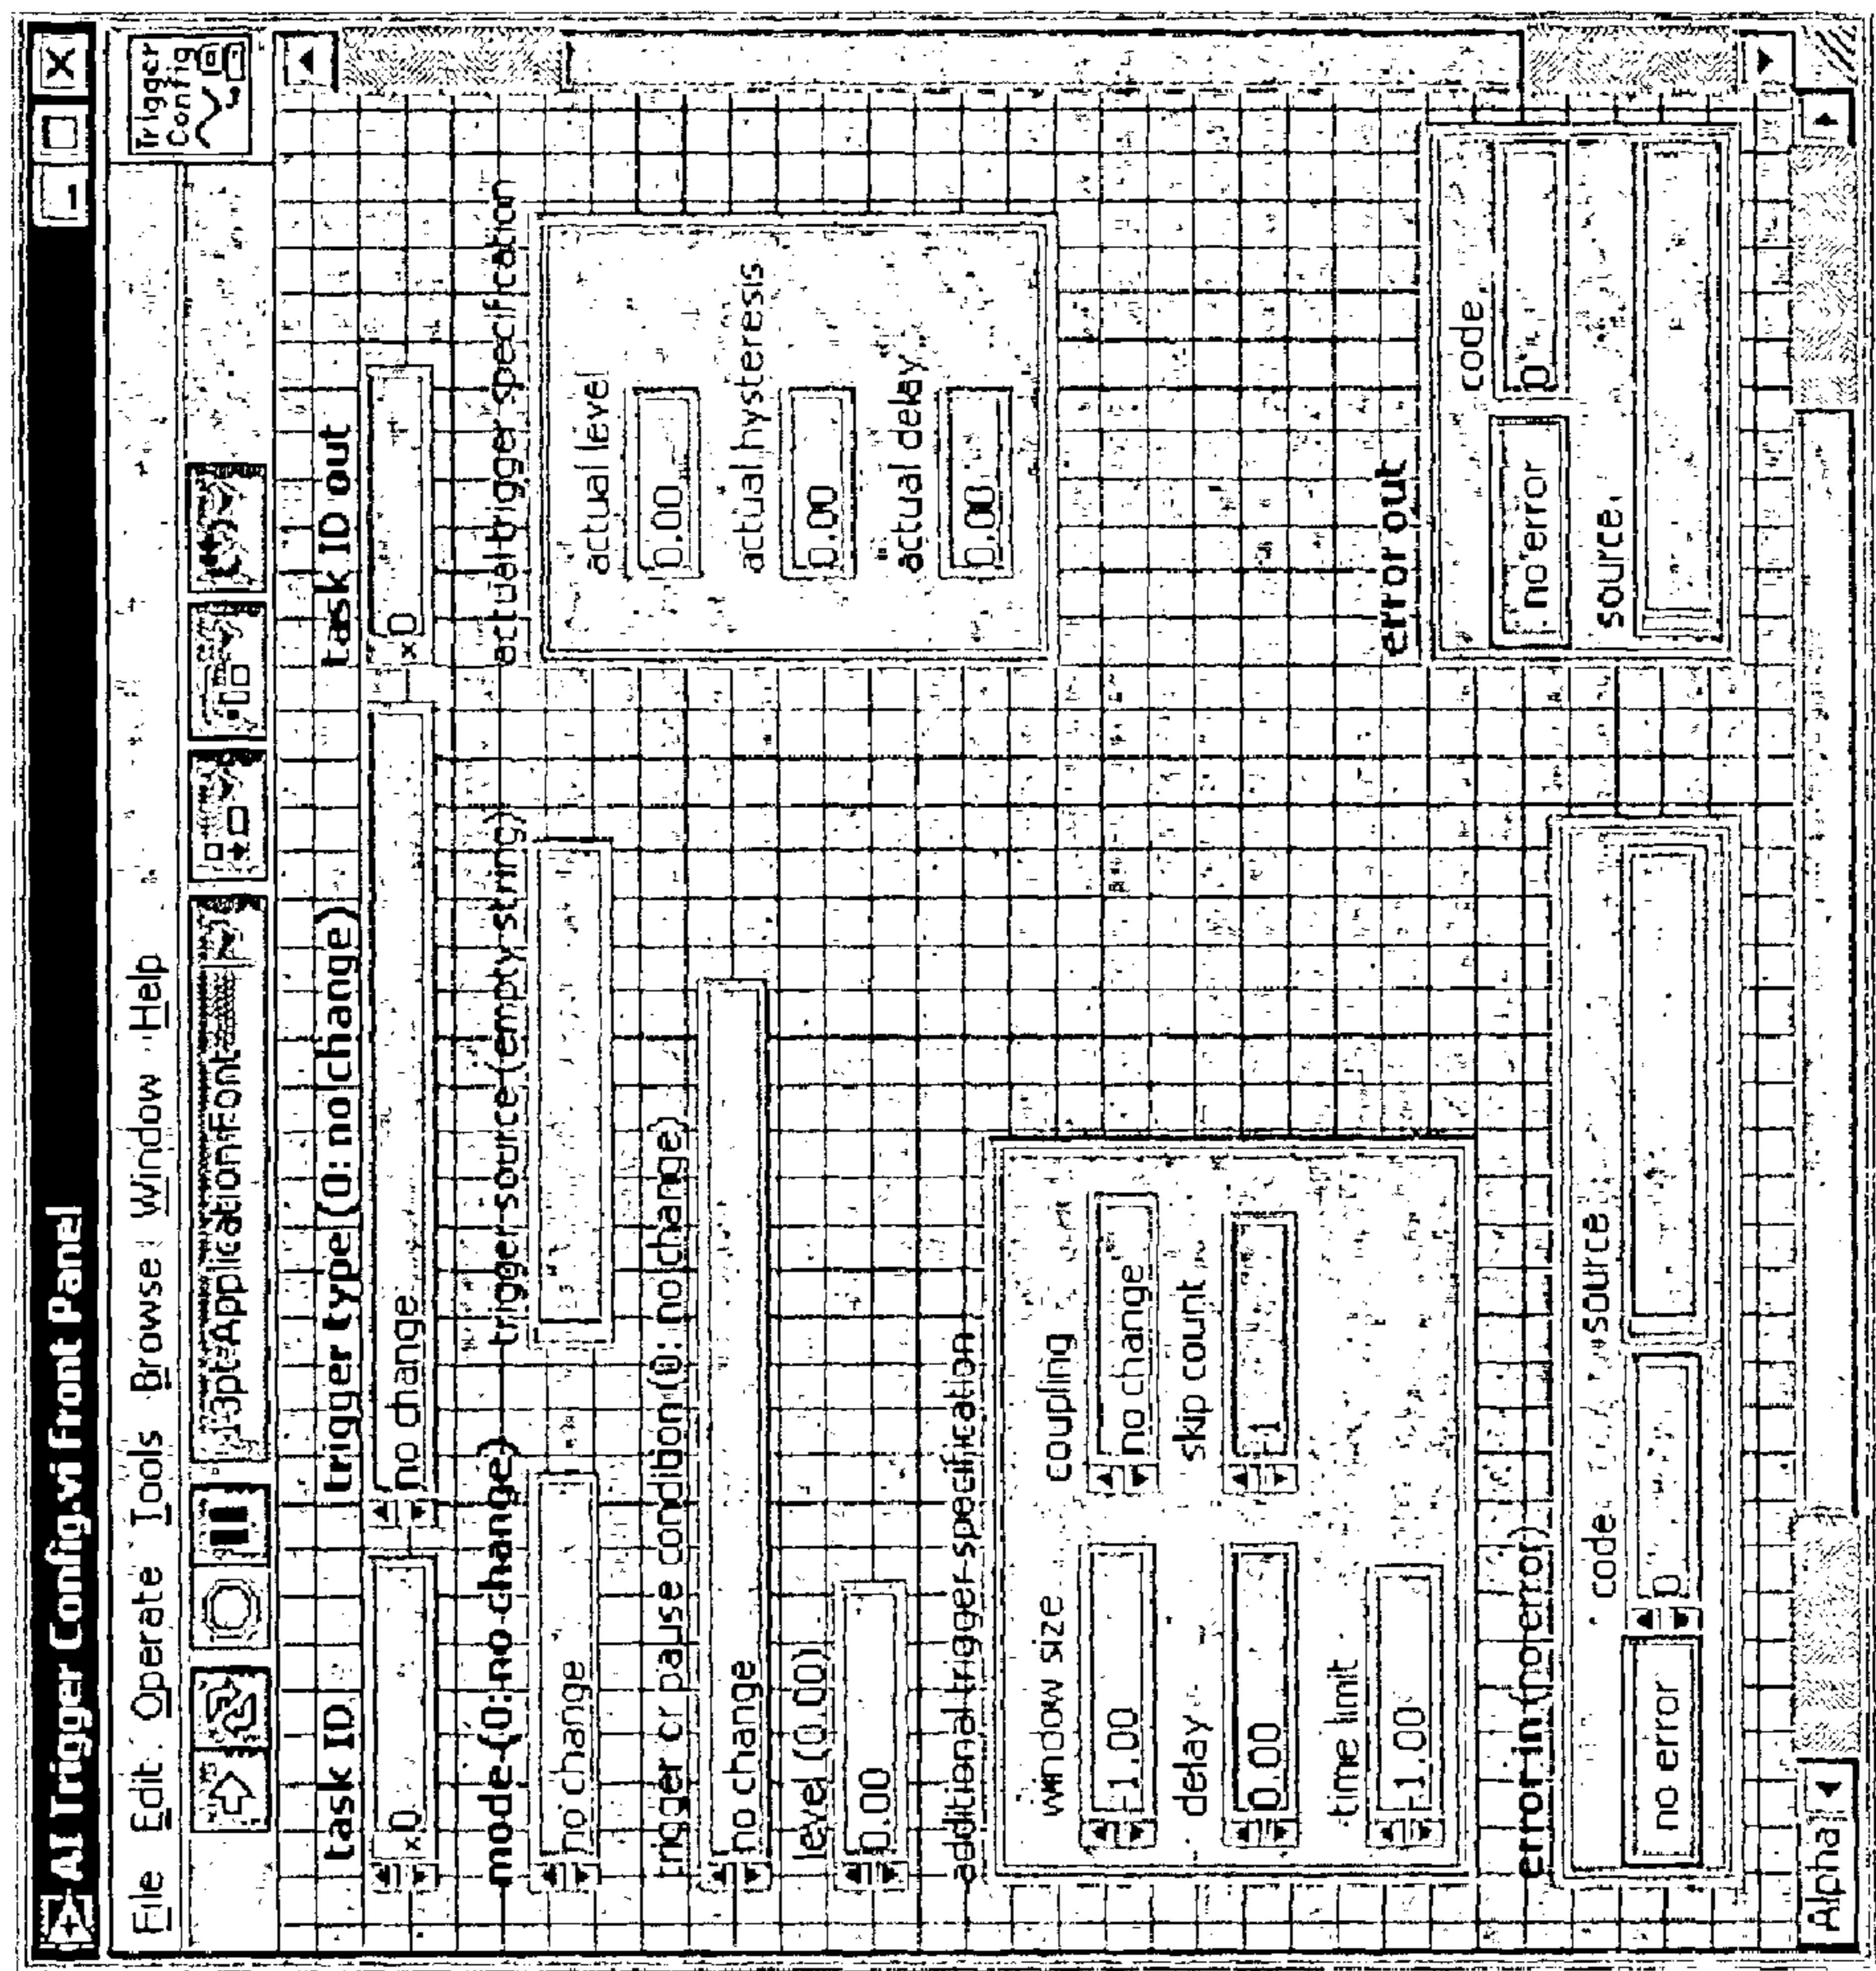 AI Trigger Config.vi Front Panel
File Edit Operate Tools Browse Window Help
Trigger
Config
13pt Application Font
task ID
trigger type (0: no change)
task ID out
x0
no change
x0
mode (0: no change)
trigger source (empty string)
actual trigger specification
no change
actual level
0.00
trigger or pause condition (0: no change)
no change
actual hysteresis
0.00
level (0.00)
0.00
actual delay
0.00
additional trigger specification
window size
coupling
-1.00
no change
delay
skip count
0.00
-1
time limit
-1.00
error out
code
no error
0
source
error in (no error)
code
source
no error
0
Alpha